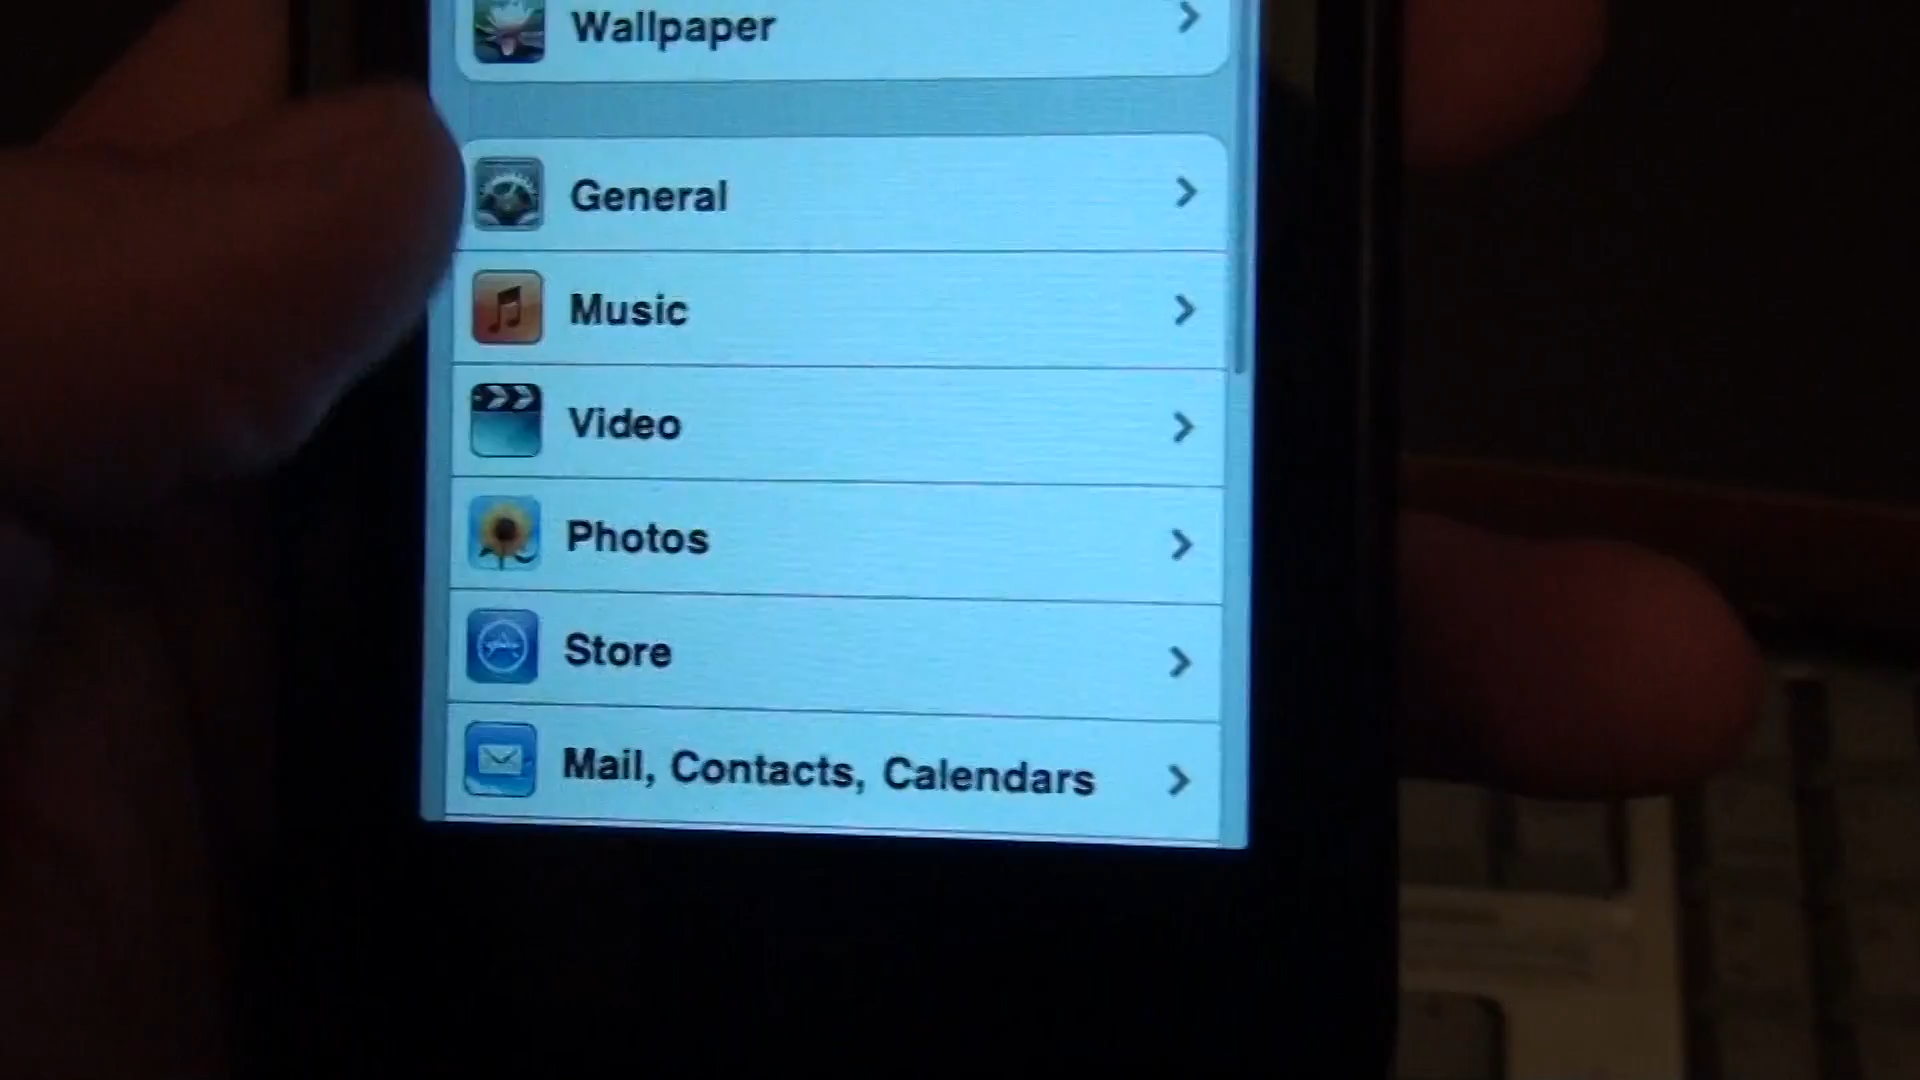 Wallpaper
General
Music
Video
Photos
Store
Mail, Contacts, Calendars